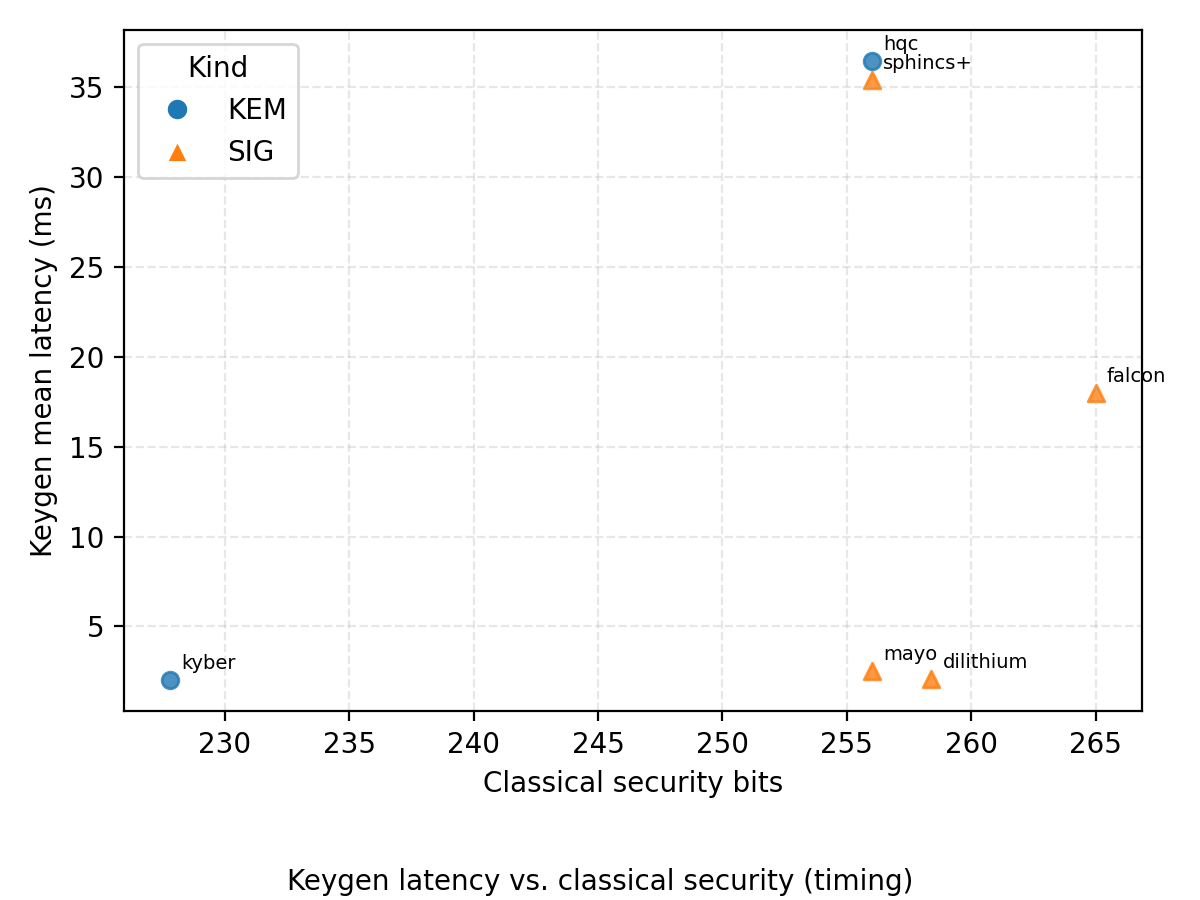 Kind
KEM
SIG
hqc
sphincs+
falcon
mayo
dilithium
kyber
Keygen mean latency (ms)
35
30
25
20
15
10
5
230 235 240 245 250 255 260 265
Classical security bits
Keygen latency vs. classical security (timing)